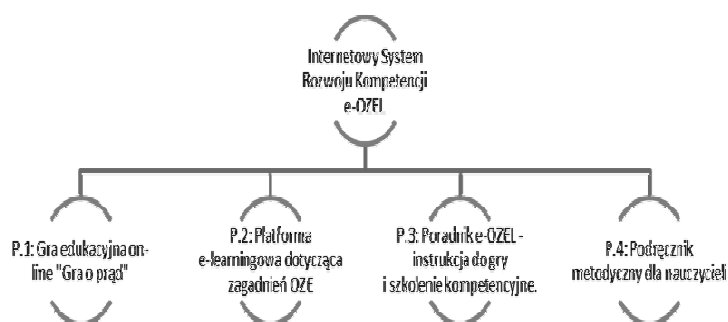 Internetowy System
Rozwoju Kompetencji
e-OZEL
P.1: Gra edukacyjna on-
line "Gra o prąd"
P.2: Platforma
e-learningowa dotycząca
zagadnień OZE
P.3: Poradnik e-OZEL -
instrukcja do gry
i szkolenie kompetencyjne.
P.4: Podręcznik
metodyczny dla nauczycieli